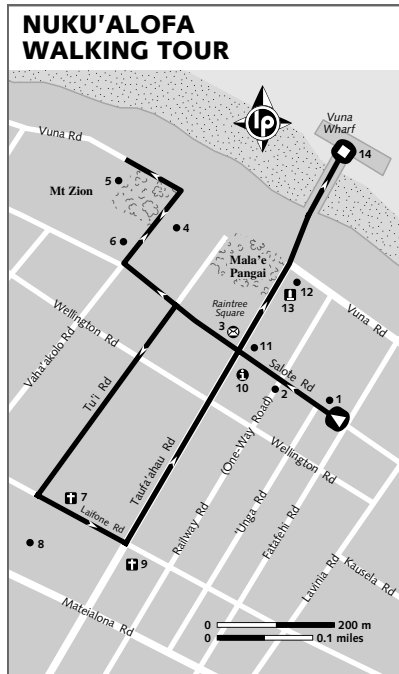 NUKU'ALOFA
WALKING TOUR
lp
Vuna
Wharf
14
Vuna Rd
5
Mt Zion
4
6
Mala'e
Pangai
12
13
Raintree
Square
3
Vuna Rd
Wellington Rd
11
Salote Rd
Vaha'akolo Rd
10
2
1
Tu'i Rd
Taufa'ahau Rd
(One-Way Road)
Wellington Rd
7
Laifone Rd
Railway Rd
'Unga Rd
Fatafehi Rd
8
9
Lavinia Rd
Kausela Rd
Mateialona Rd
0 200 m
0 0.1 miles